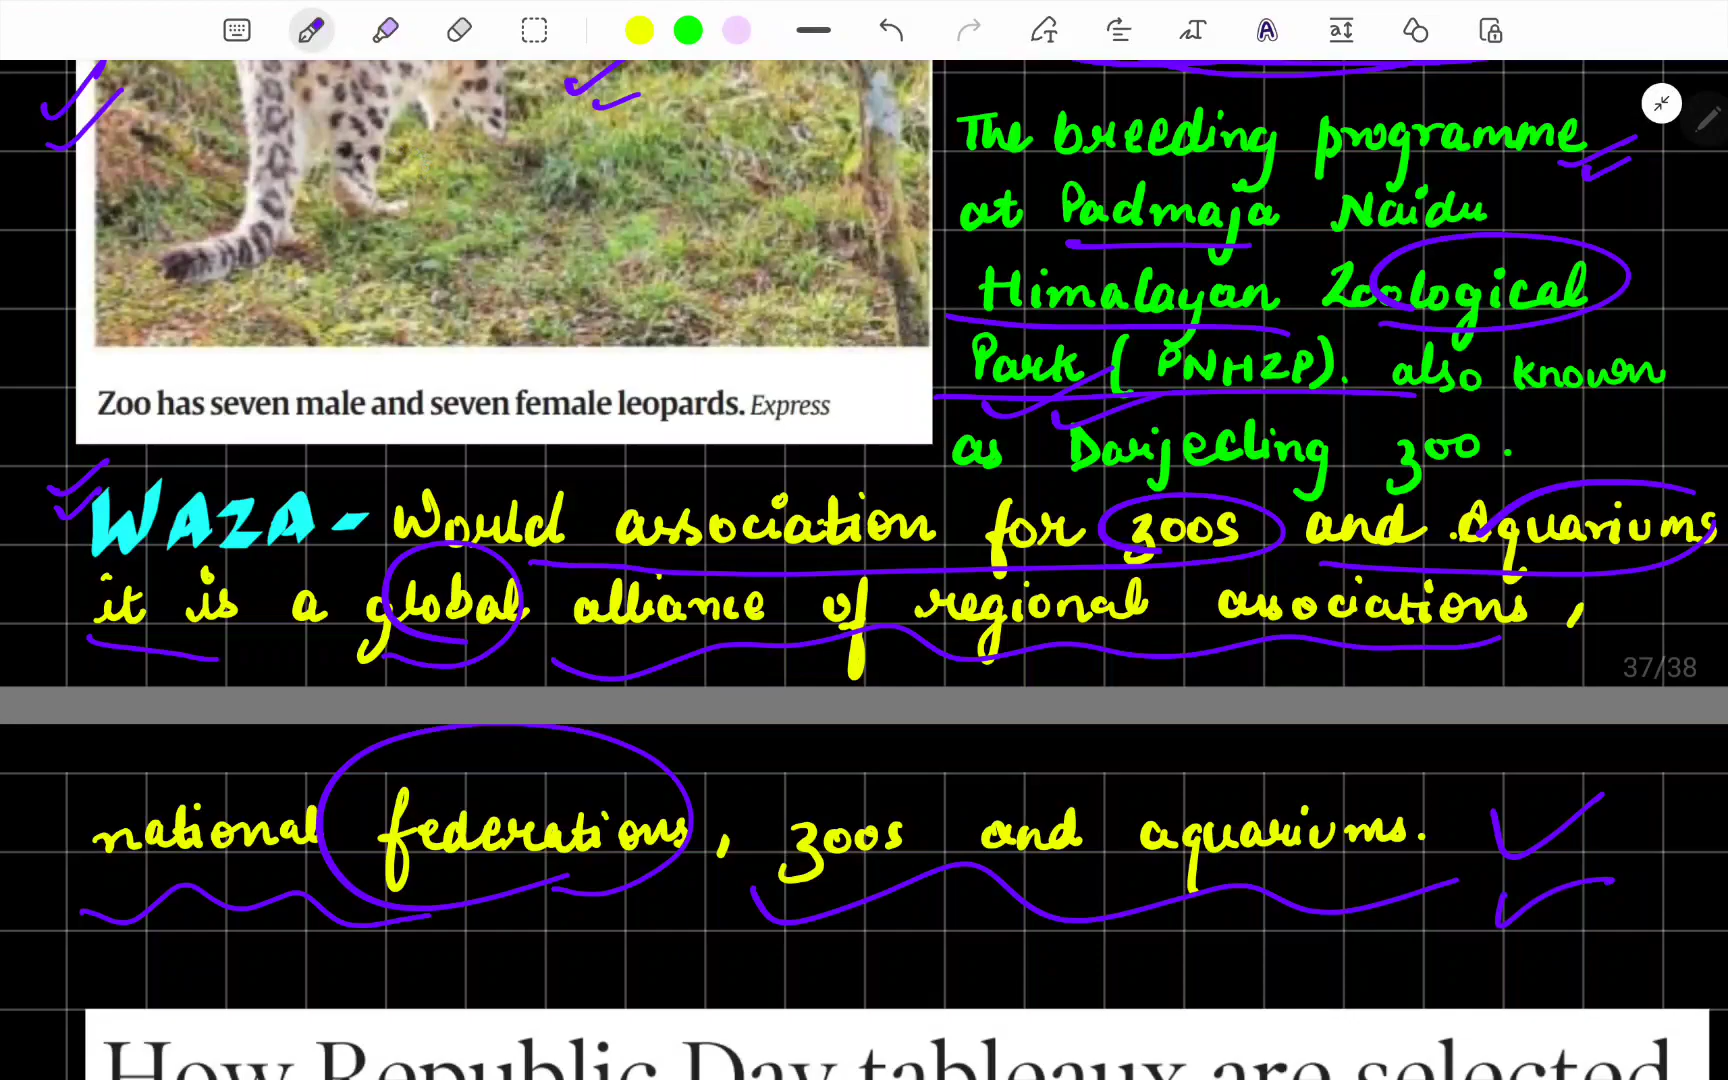 The breeding programme
at Padmaja Naidu
Himalayan Zoological
Park (PNHZP). also known
as Darjeeling zoo.
Zoo has seven male and seven female leopards. Express
WAZA - World association for zoos and Aquariums
it is a global alliance of regional associations,
37/38
national federations, zoos and aquariums.
How Republic Day tableaux are selected